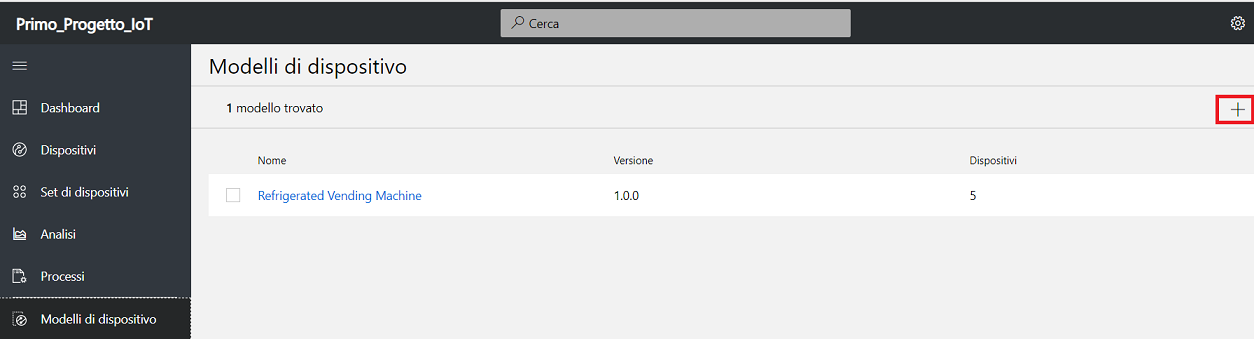 Primo_Progetto_IoT
Cerca
Modelli di dispositivo
Dashboard
1 modello trovato
Dispositivi
Nome Versione Dispositivi
Set di dispositivi
Refrigerated Vending Machine 1.0.0 5
Analisi
Processi
Modelli di dispositivo